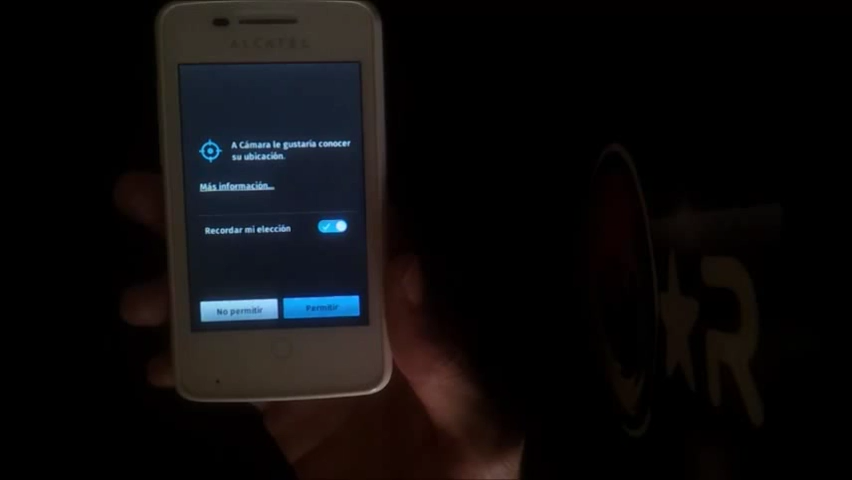 ALCATEL
A Cámara le gustaría conocer
su ubicación.
Más información...
Recordar mi elección
No permitir
Permitir
R